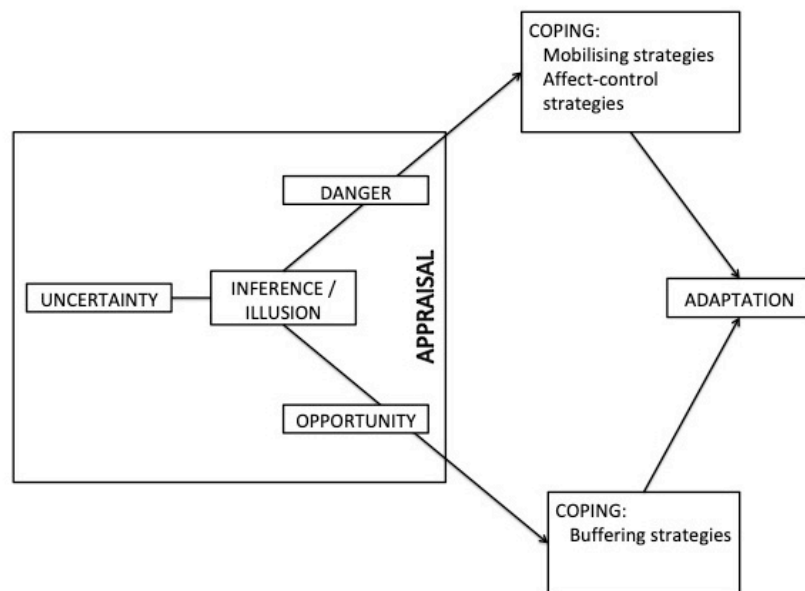 COPING:
Mobilising strategies
Affect-control
strategies
DANGER
UNCERTAINTY
INFERENCE /
ILLUSION
APPRAISAL
ADAPTATION
OPPORTUNITY
COPING:
Buffering strategies